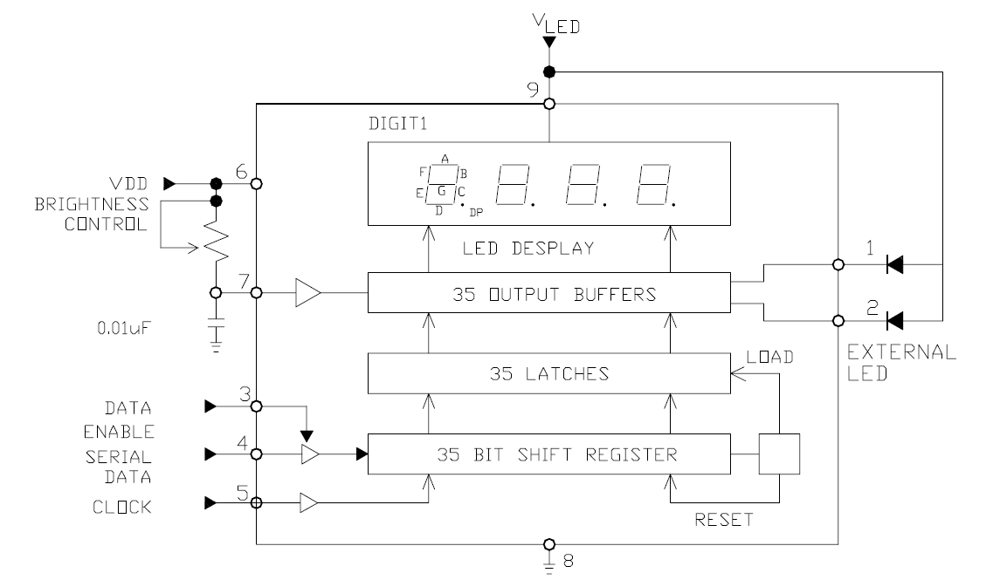 VLED
9
DIGIT1
A
F
B
G
E
C
D
DP
6
VDD
BRIGHTNESS
CONTROL
LED DESPLAY
1
7
35 OUTPUT BUFFERS
2
0.01uF
EXTERNAL
LED
LOAD
35 LATCHES
3
DATA
ENABLE
4
SERIAL
DATA
35 BIT SHIFT REGISTER
5
CLOCK
RESET
8